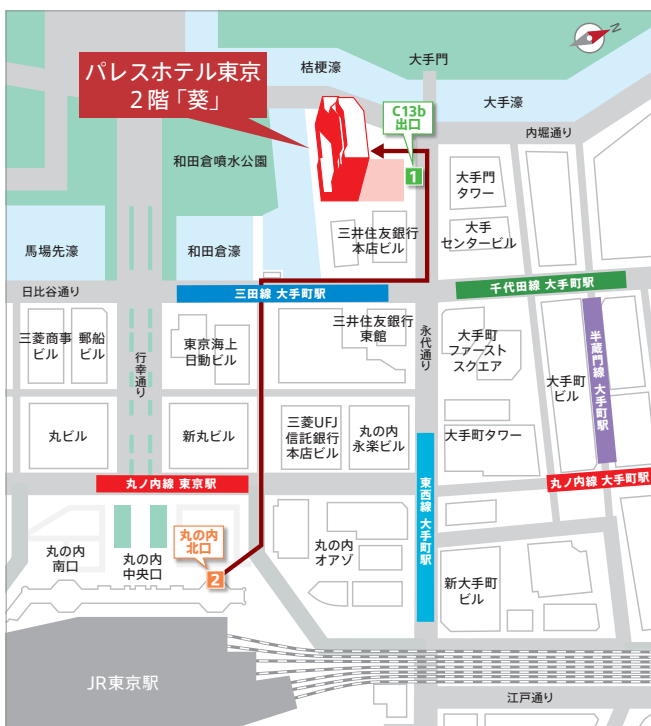 大手門
桔梗濠
大手濠
パレスホテル東京
2階「葵」
C13b
出口
内堀通り
和田倉噴水公園
1
大手門
タワー
三井住友銀行
本店ビル
大手
センタービル
馬場先濠
和田倉濠
日比谷通り
三田線 大手町駅
千代田線 大手町駅
三菱商事
ビル
郵船
ビル
行幸通り
東京海上
日動ビル
三井住友銀行
東館
永代通り
大手町
ファースト
スクエア
大手町
ビル
半蔵門線 大手町駅
丸ビル
新丸ビル
三菱UFJ
信託銀行
本店ビル
丸の内
永楽ビル
大手町タワー
丸ノ内線 東京駅
東西線 大手町駅
丸ノ内線 大手町駅
丸の内
南口
丸の内
中央口
丸の内
北口
2
丸の内
オアゾ
新大手町
ビル
JR東京駅
江戸通り